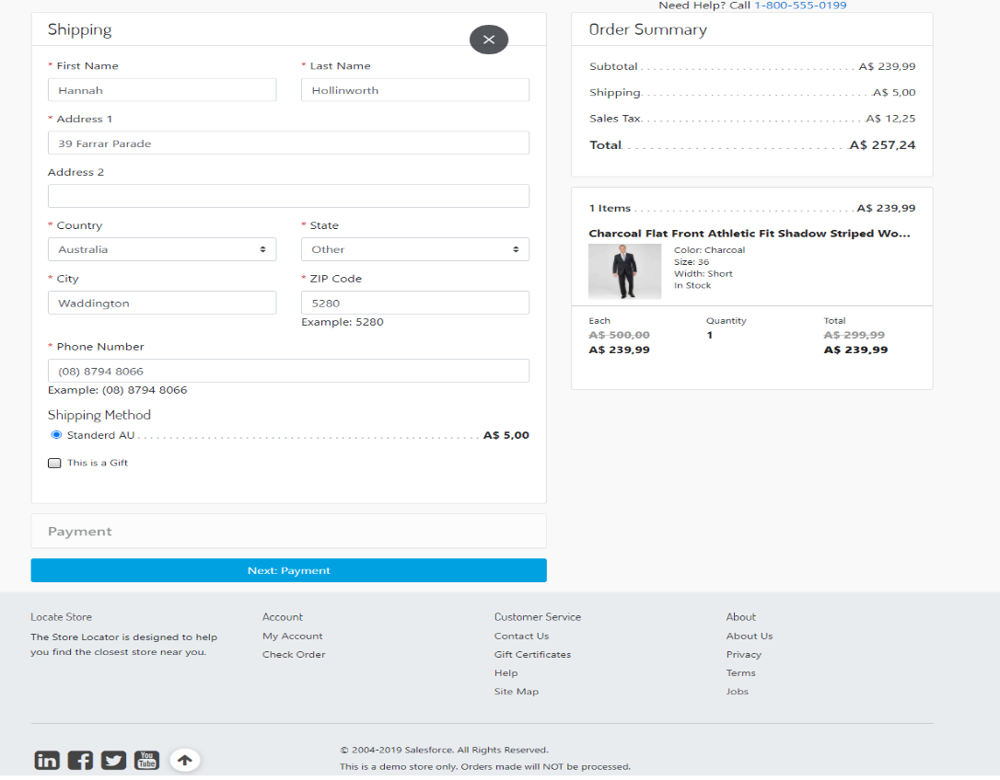 Need Help? Call 1-800-555-0199
Shipping
* First Name
* Last Name
Hannah
Hollinworth
* Address 1
39 Farrar Parade
Address 2
* Country
* State
Australia
Other
* City
* ZIP Code
Waddington
5280
Example: 5280
* Phone Number
(08) 8794 8066
Example: (08) 8794 8066
Shipping Method
Standerd AU A$ 5,00
This is a Gift
Payment
Next: Payment
Order Summary
Subtotal A$ 239,99
Shipping A$ 5,00
Sales Tax A$ 12,25
Total A$ 257,24
1 Items A$ 239,99
Charcoal Flat Front Athletic Fit Shadow Striped Wo...
Color: Charcoal
Size: 36
Width: Short
In Stock
Each Quantity Total
A$ 500,00 1 A$ 299,99
A$ 239,99 A$ 239,99
Locate Store
The Store Locator is designed to help
you find the closest store near you.
Account
My Account
Check Order
Customer Service
Contact Us
Gift Certificates
Help
Site Map
About
About Us
Privacy
Terms
Jobs
in
You
Tube
© 2004-2019 Salesforce. All Rights Reserved.
This is a demo store only. Orders made will NOT be processed.